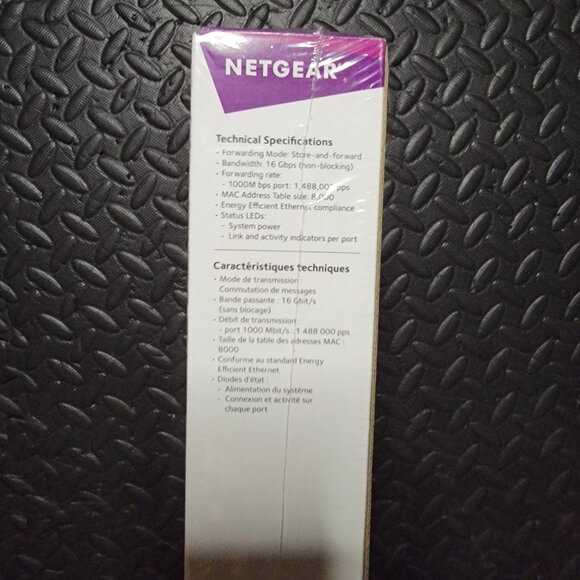 NETGEAR®
Technical Specifications
• Forwarding Mode: Store-and-forward
• Bandwidth: 16 Gbps (non-blocking)
• Forwarding rate:
- 1000M bps port: 1,488,000 pps
• MAC Address Table size: 8,000
• Energy Efficient Ethernet compliance
• Status LEDs:
- System power
- Link and activity indicators per port
Caractéristiques techniques
• Mode de transmission :
Commutation de messages
• Bande passante : 16 Gbit/s
(sans blocage)
• Débit de transmission :
- port 1000 Mbit/s : 1 488 000 pps
• Taille de la table des adresses MAC :
8000
• Conforme au standard Energy
Efficient Ethernet
• Diodes d'état :
- Alimentation du système
- Connexion et activité sur
chaque port